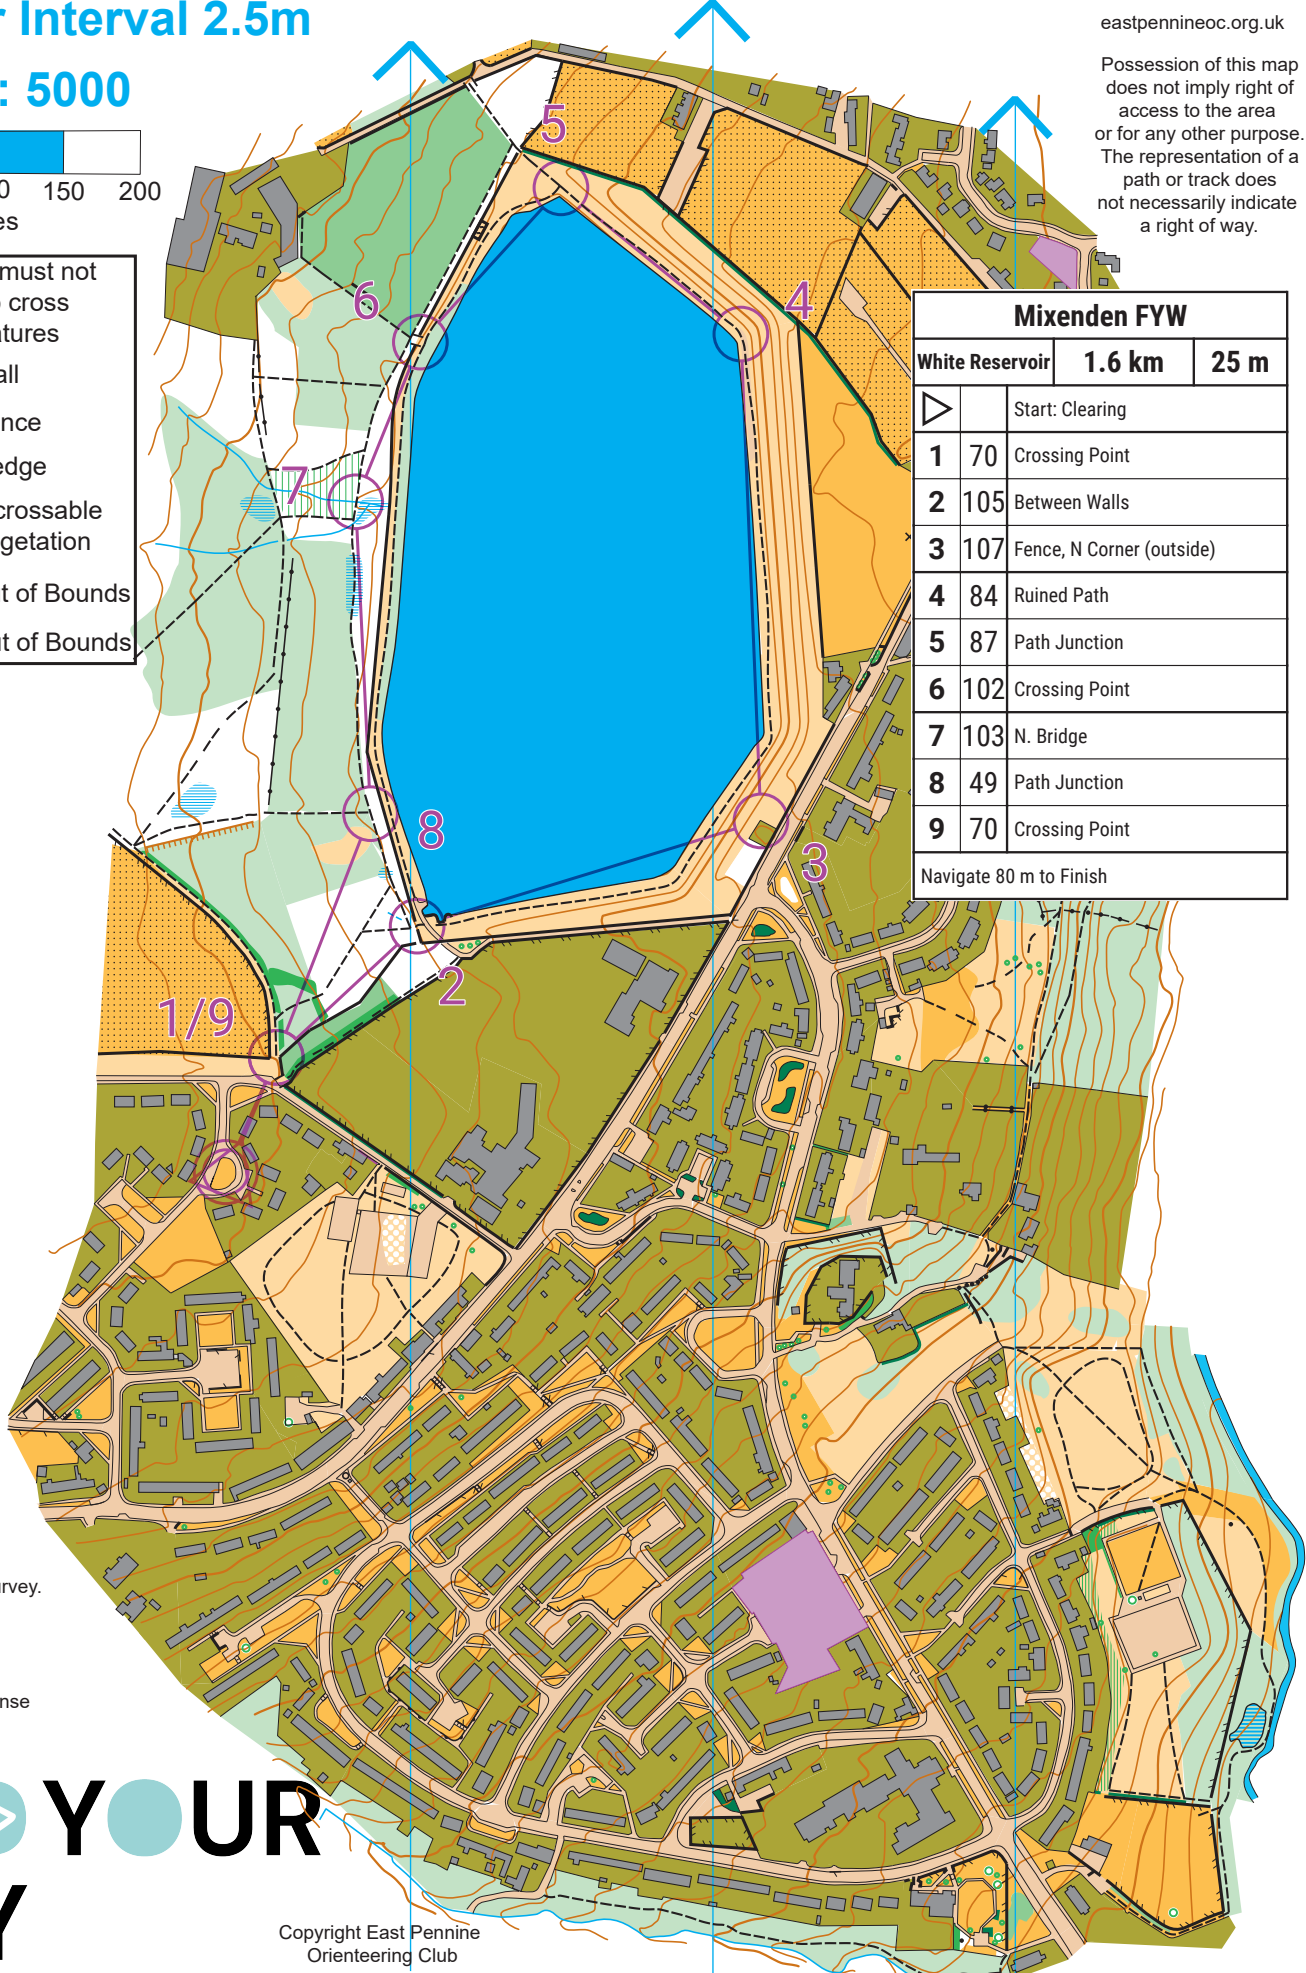 r Interval 2.5m
: 5000
0 150 200
es
must not
o cross
atures
all
nce
edge
crossable
getation
t of Bounds
ut of Bounds
eastpennineoc.org.uk
Possession of this map
does not imply right of
access to the area
or for any other purpose.
The representation of a
path or track does
not necessarily indicate
a right of way.
5
6
4
7
8
3
2
1/9
Mixenden FYW
White Reservoir 1.6 km 25 m
Start: Clearing
1 70 Crossing Point
2 105 Between Walls
3 107 Fence, N Corner (outside)
4 84 Ruined Path
5 87 Path Junction
6 102 Crossing Point
7 103 N. Bridge
8 49 Path Junction
9 70 Crossing Point
Navigate 80 m to Finish
urvey.
nse
YOUR
Y
Copyright East Pennine
Orienteering Club